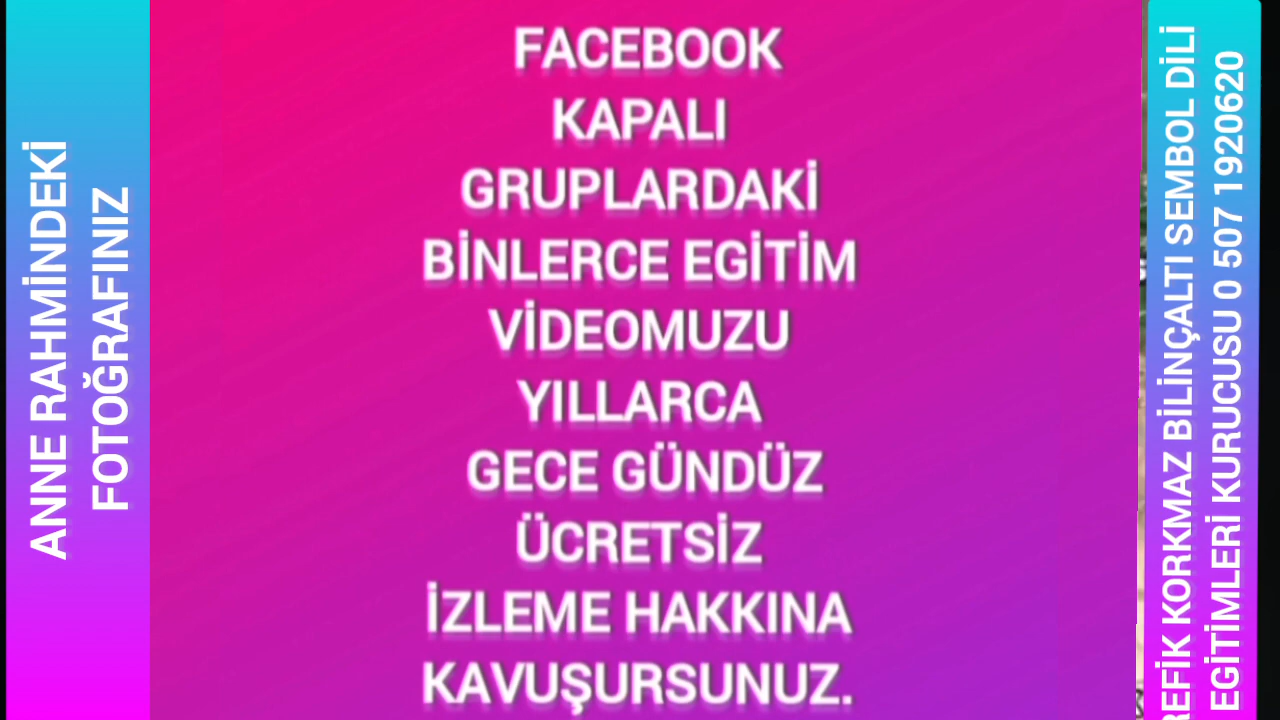 ANNE RAHMİNDEKİ
FOTOĞRAFINIZ
FACEBOOK
KAPALI
GRUPLARDAKİ
BİNLERCE EGİTİM
VİDEOMUZU
YILLARCA
GECE GÜNDÜZ
ÜCRETSİZ
İZLEME HAKKINA
KAVUŞURSUNUZ.
REFİK KORKMAZ BİLİNÇALTI SEMBOL DİLİ
EGİTİMLERİ KURUCUSU 0 507 1920620